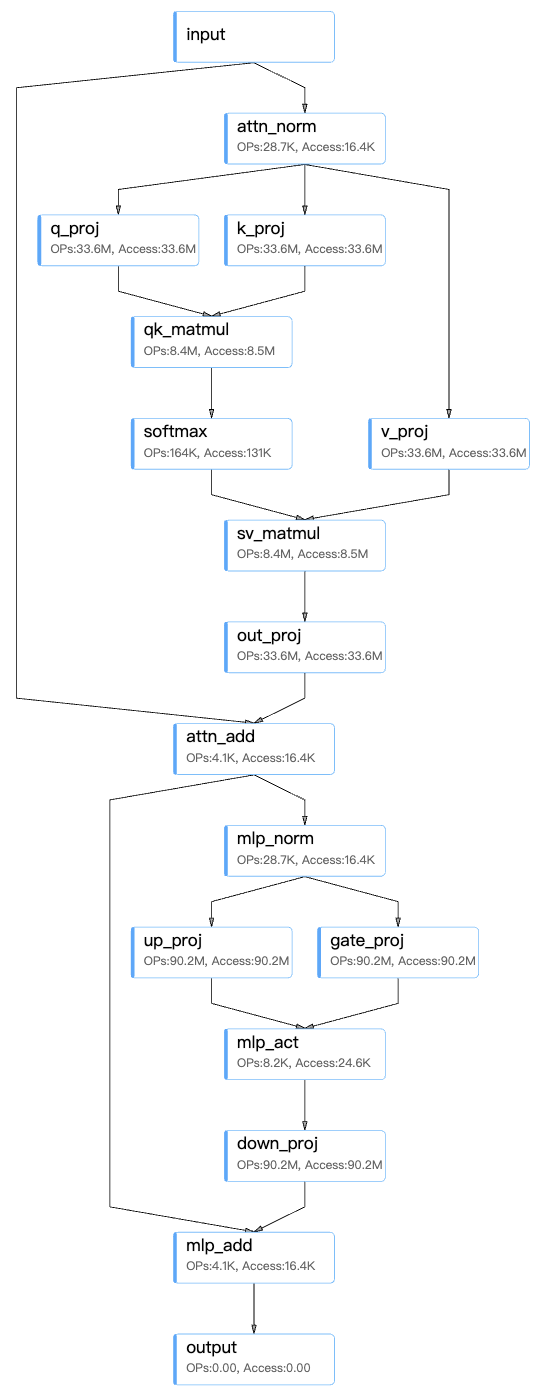 input
attn_norm
OPs:28.7K, Access:16.4K
q_proj
OPs:33.6M, Access:33.6M
k_proj
OPs:33.6M, Access:33.6M
qk_matmul
OPs:8.4M, Access:8.5M
softmax
OPs:164K, Access:131K
v_proj
OPs:33.6M, Access:33.6M
sv_matmul
OPs:8.4M, Access:8.5M
out_proj
OPs:33.6M, Access:33.6M
attn_add
OPs:4.1K, Access:16.4K
mlp_norm
OPs:28.7K, Access:16.4K
up_proj
OPs:90.2M, Access:90.2M
gate_proj
OPs:90.2M, Access:90.2M
mlp_act
OPs:8.2K, Access:24.6K
down_proj
OPs:90.2M, Access:90.2M
mlp_add
OPs:4.1K, Access:16.4K
output
OPs:0.00, Access:0.00